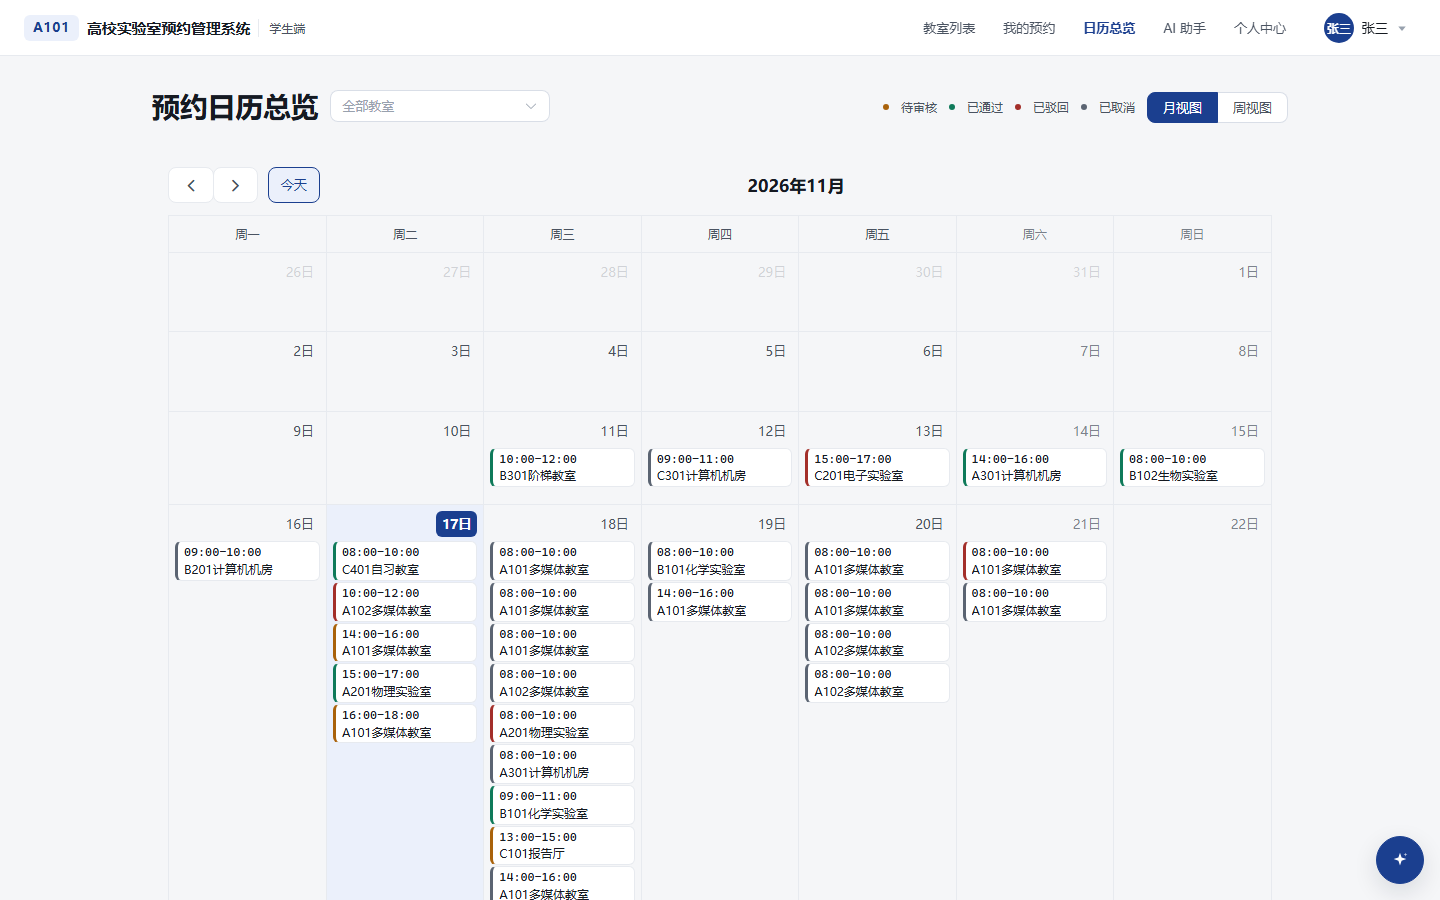 A101 高校实验室预约管理系统 学生端 教室列表 我的预约 日历总览 AI 助手 个人中心 张三 张三
预约日历总览 全部教室 待审核 已通过 已驳回 已取消 月视图 周视图
今天 2026年11月
周一 周二 周三 周四 周五 周六 周日
26日 27日 28日 29日 30日 31日 1日
2日 3日 4日 5日 6日 7日 8日
9日 10日 11日 12日 13日 14日 15日
10:00-12:00 09:00-11:00 15:00-17:00 14:00-16:00 08:00-10:00
B301阶梯教室 C301计算机机房 C201电子实验室 A301计算机机房 B102生物实验室
16日 17日 18日 19日 20日 21日 22日
09:00-10:00 08:00-10:00 08:00-10:00 08:00-10:00 08:00-10:00 08:00-10:00
B201计算机机房 C401自习教室 A101多媒体教室 B101化学实验室 A101多媒体教室 A101多媒体教室
10:00-12:00 08:00-10:00 14:00-16:00 08:00-10:00 08:00-10:00
A102多媒体教室 A101多媒体教室 A101多媒体教室 A101多媒体教室 A101多媒体教室
14:00-16:00 08:00-10:00 08:00-10:00
A101多媒体教室 A101多媒体教室 A102多媒体教室
15:00-17:00 08:00-10:00 08:00-10:00
A201物理实验室 A102多媒体教室 A102多媒体教室
16:00-18:00 08:00-10:00
A101多媒体教室 A201物理实验室
08:00-10:00
A301计算机机房
09:00-11:00
B101化学实验室
13:00-15:00
C101报告厅
14:00-16:00
A101多媒体教室